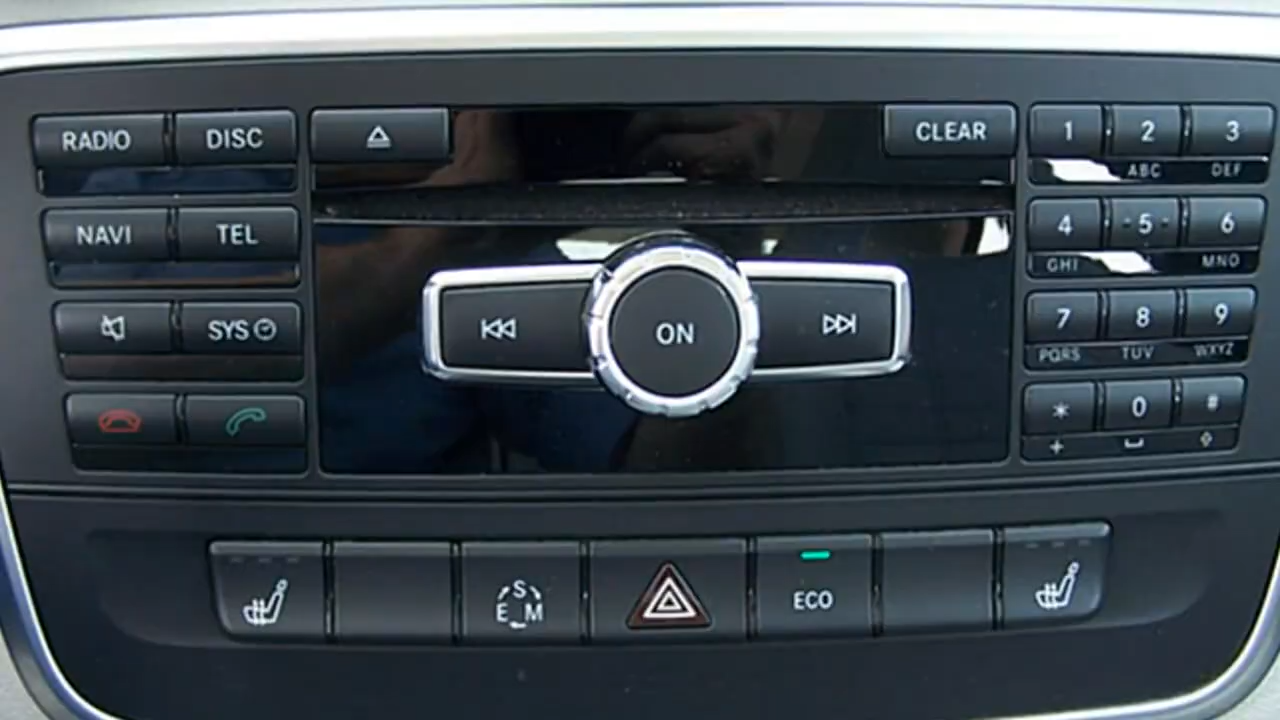 RADIO DISC CLEAR 1 2 3
ABC DEF
NAVI TEL 4 5 6
GHI MNO
SYS ON 7 8 9
PQRS TUV WXYZ
* 0 #
+
S
E M ECO